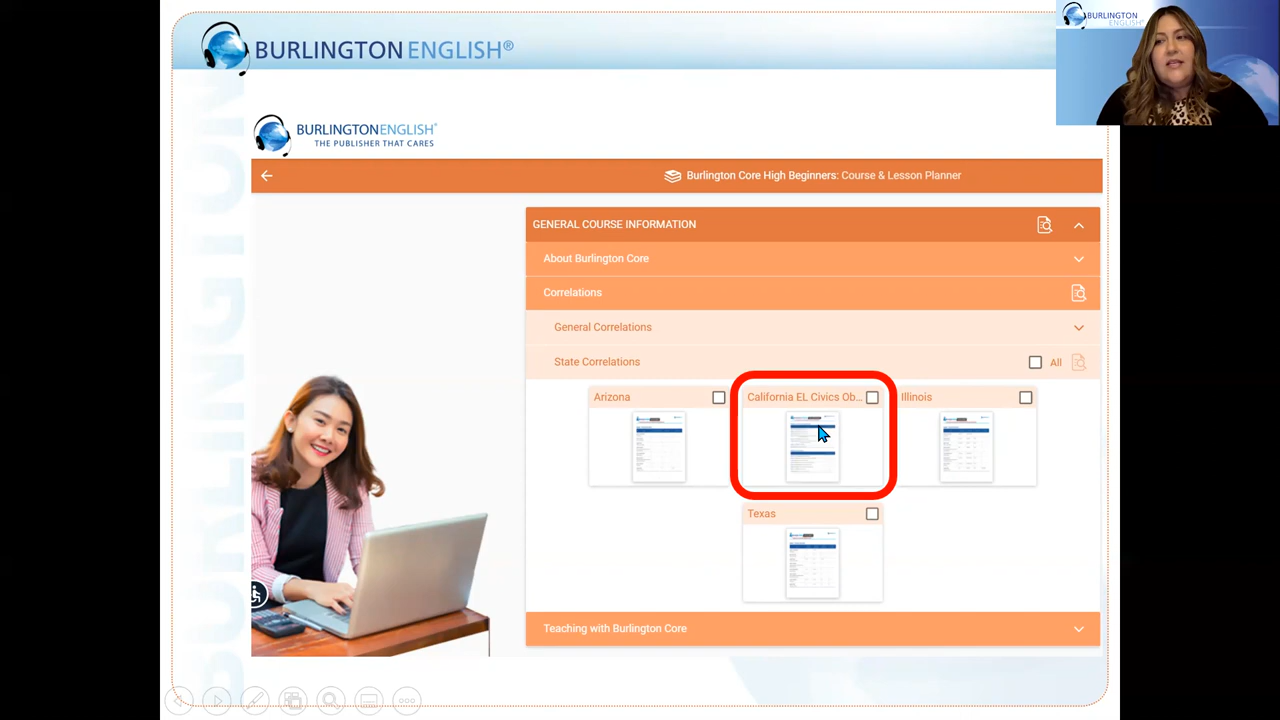 BURLINGTON ENGLISH®
BURLINGTON
ENGLISH
BURLINGTONENGLISH®
THE PUBLISHER THAT CARES
Burlington Core High Beginners: Course & Lesson Planner
GENERAL COURSE INFORMATION
About Burlington Core
Correlations
General Correlations
State Correlations
All
Arizona
California EL Civics Ob...
Illinois
Texas
Teaching with Burlington Core